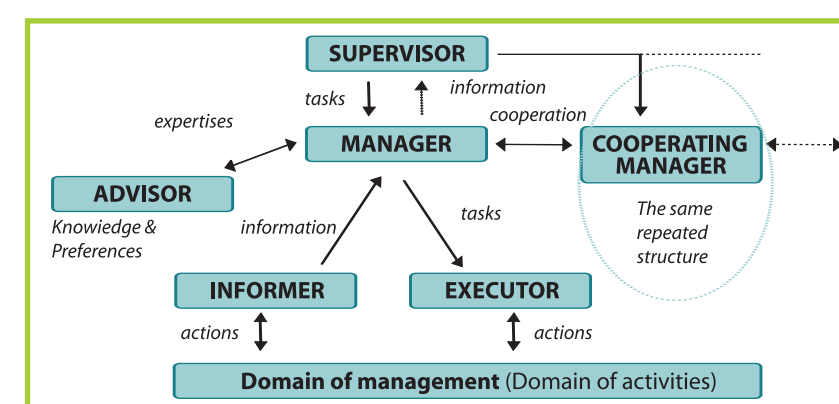 SUPERVISOR
tasks
information
cooperation
expertises
MANAGER
COOPERATING
MANAGER
ADVISOR
Knowiedge &
Preferences
information
tasks
The same
repeated
structure
INFORMER
EXECUTOR
actions
actions
Domain of management (Domain of activities)